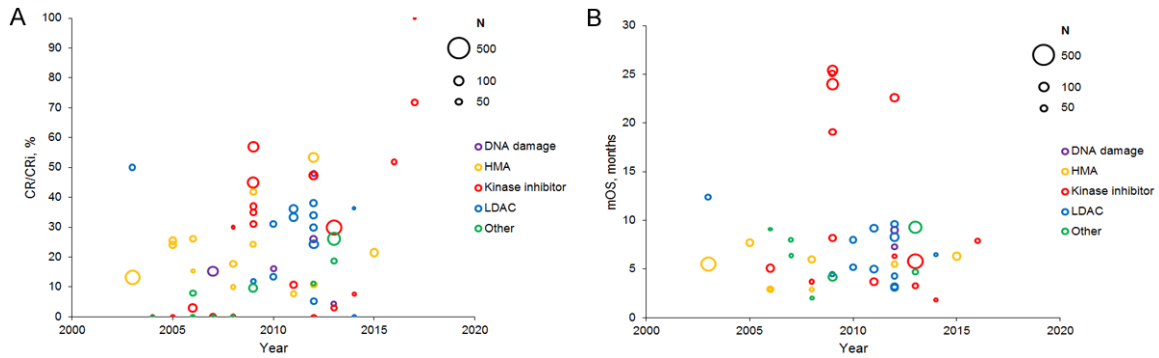 A
CR/CRi, %
100
90
80
70
60
50
40
30
20
10
0
2000
2005
2010
2015
2020
Year
N
500
100
50
DNA damage
HMA
Kinase inhibitor
LDAC
Other
B
mOS, months
30
25
20
15
10
5
0
2000
2005
2010
2015
2020
Year
N
500
100
50
DNA damage
HMA
Kinase inhibitor
LDAC
Other